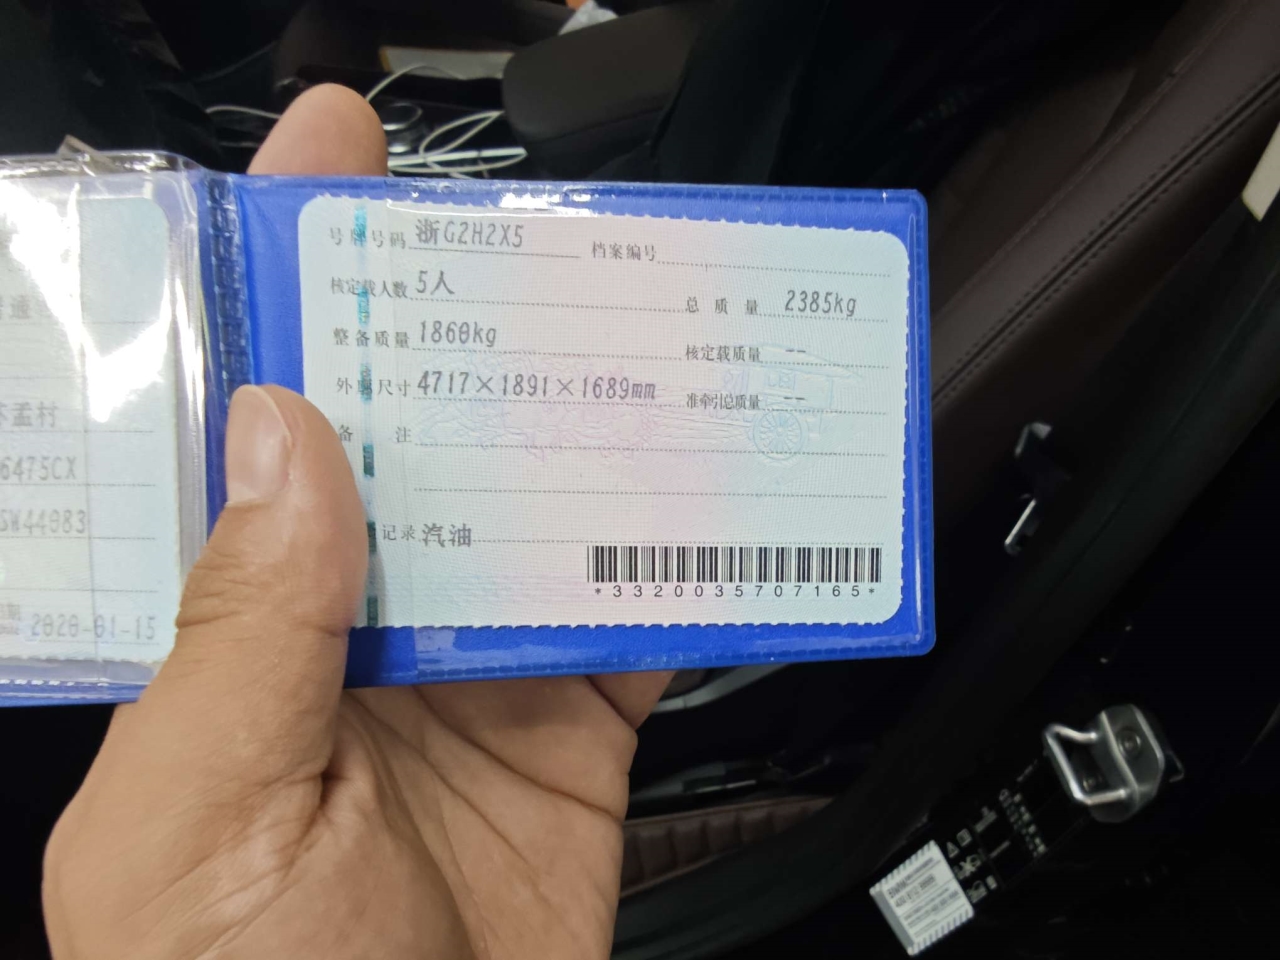 号牌号码 浙G2H2X5 档案编号
核定载人数 5人 总质量 2385kg
整备质量 1860kg 核定载质量 --
外廓尺寸 4717×1891×1689mm 准牵引总质量 --
备注
记录 汽油
*3320035707165*
孟村
6475CX
SW44083
2020-01-15